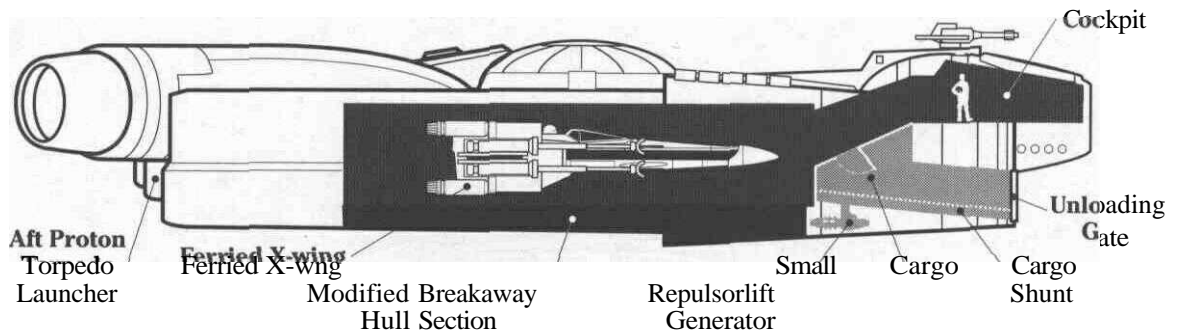 Cockpit
Unloading
Gate
Aft Proton
Torpedo
Launcher
Ferried X-wing
Ferried X-wng
Modified Breakaway
Hull Section
Repulsorlift
Generator
Small
Cargo
Cargo
Shunt